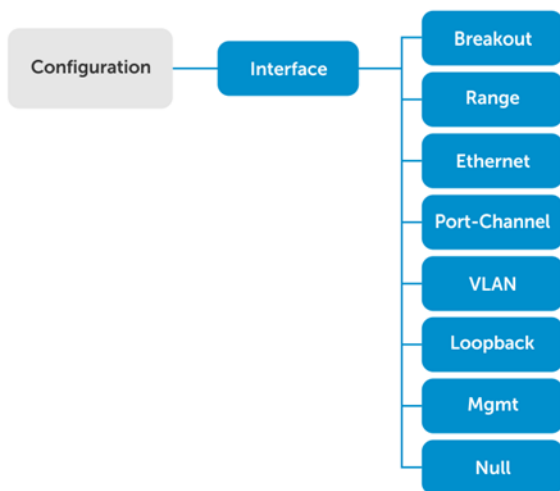 Configuration
Interface
Breakout
Range
Ethernet
Port-Channel
VLAN
Loopback
Mgmt
Null